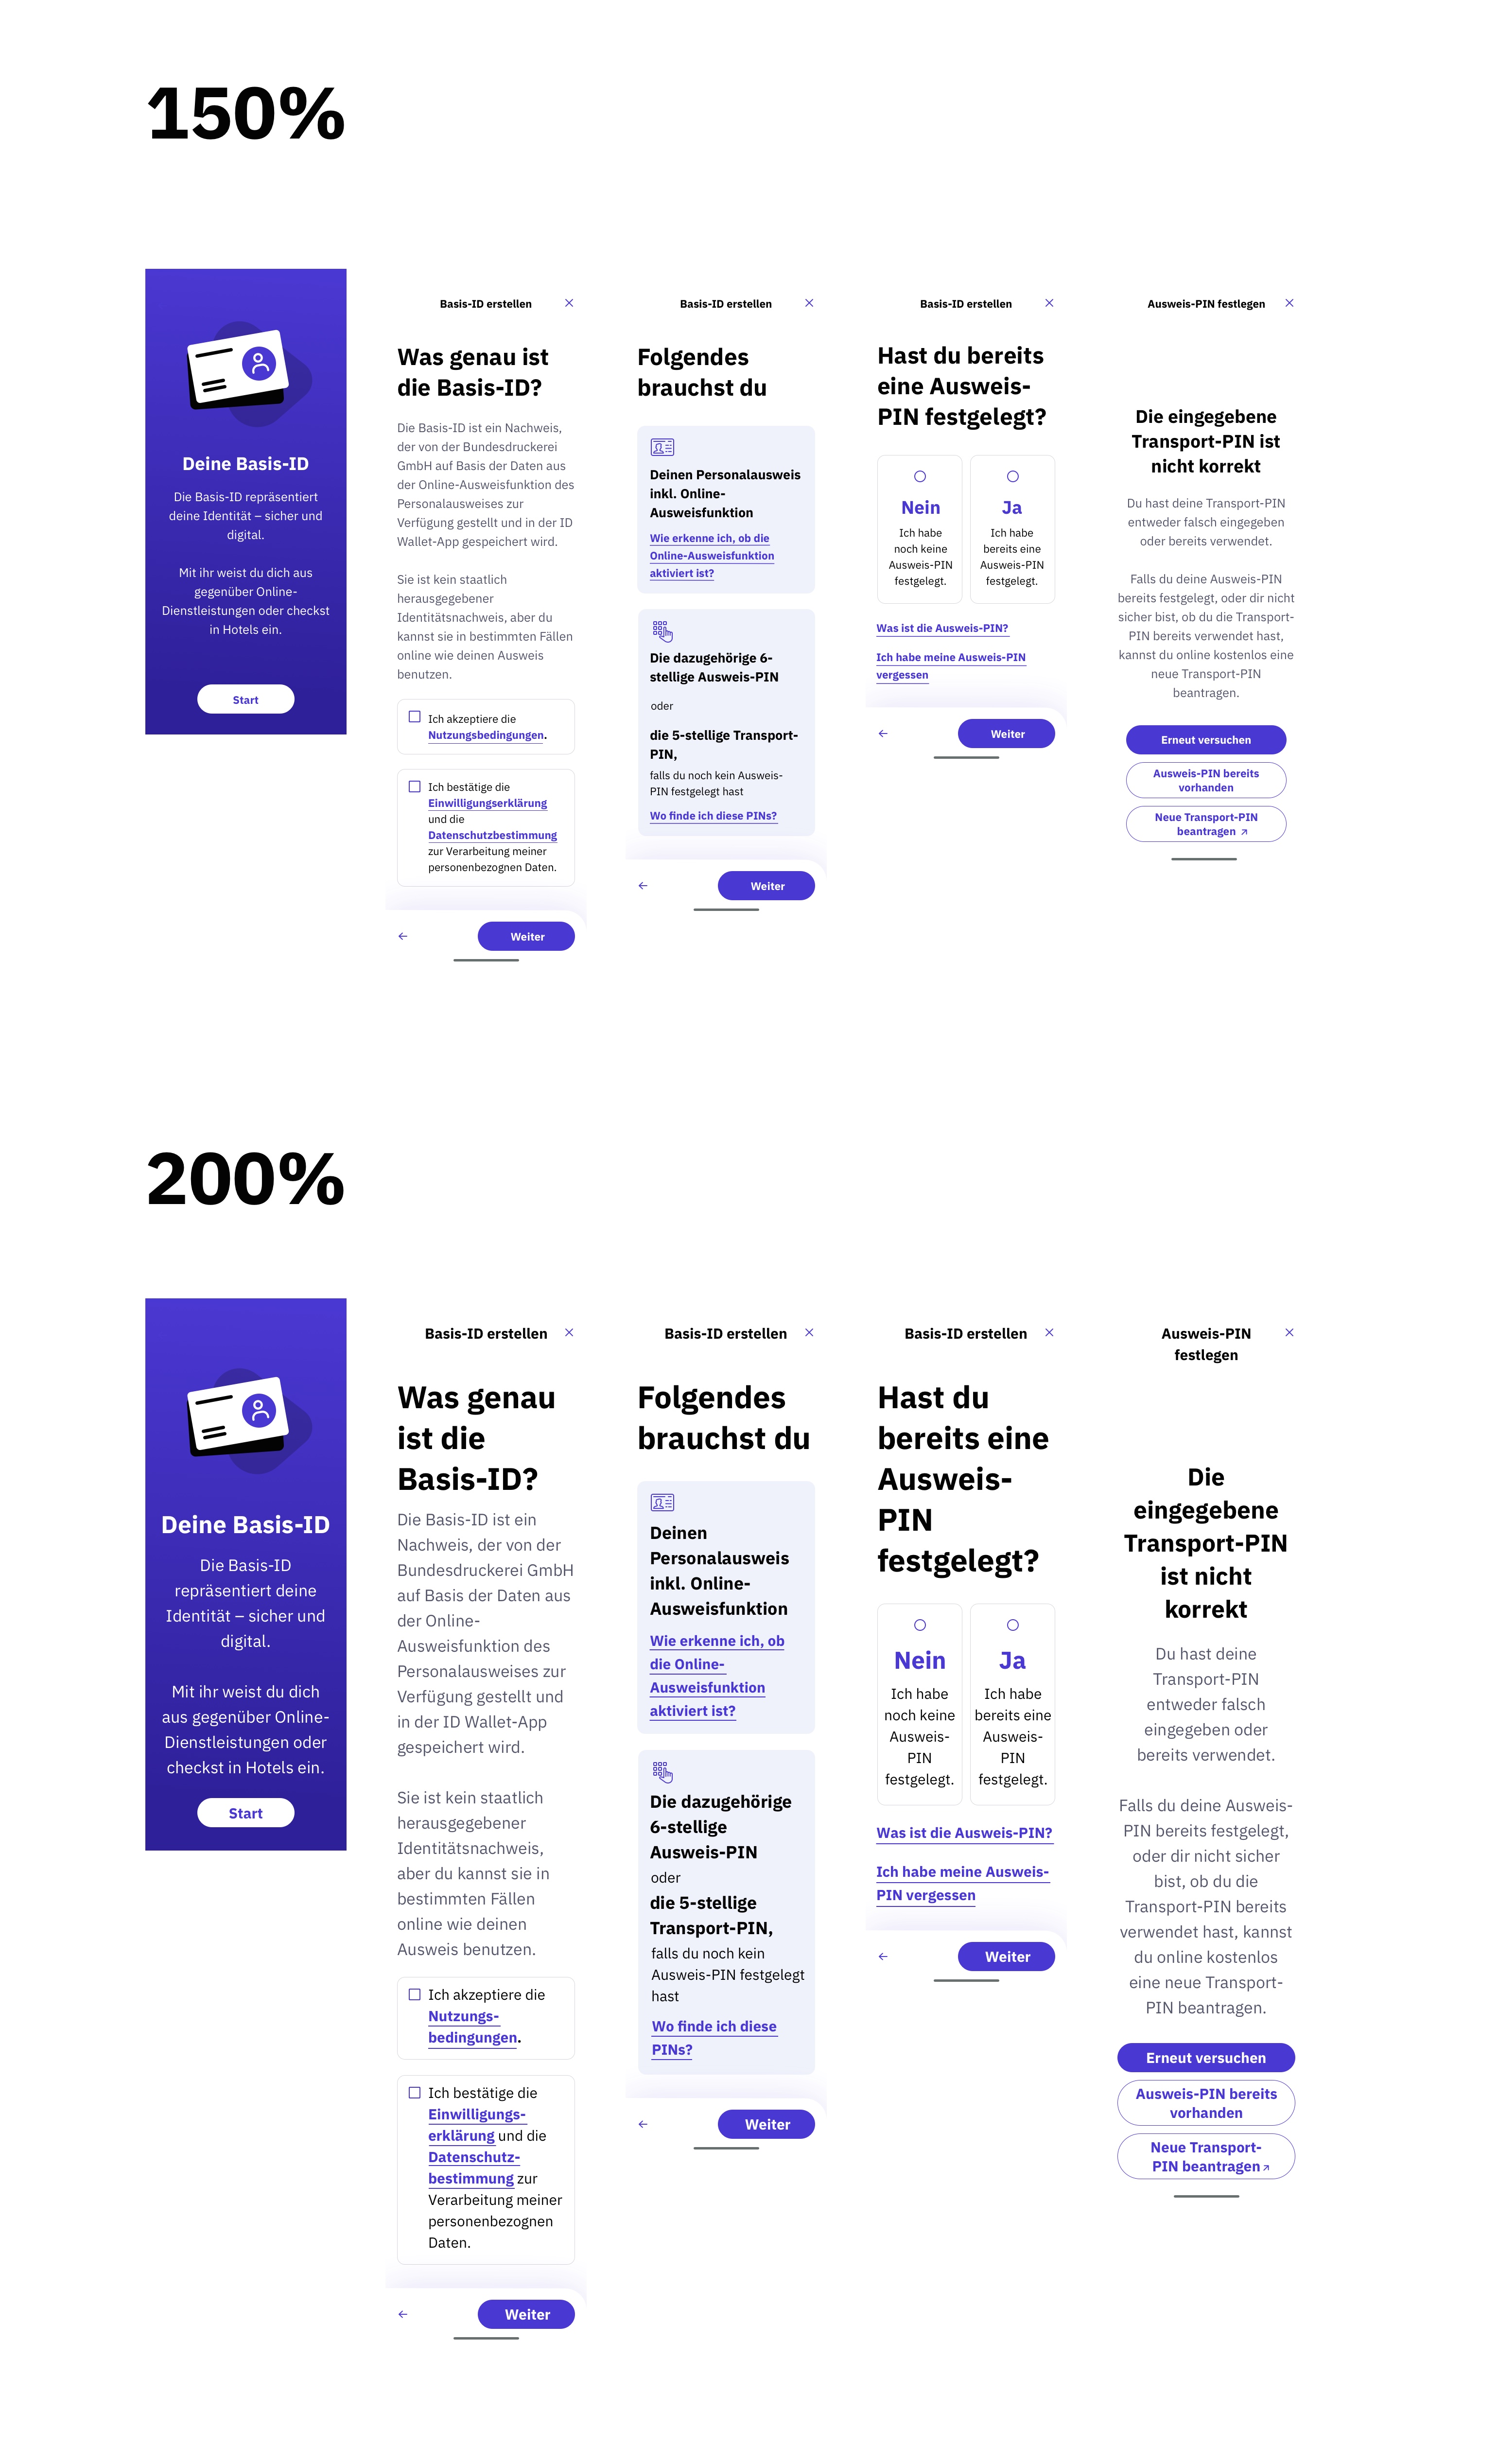 150%
Deine Basis-ID
Die Basis-ID repräsentiert
deine Identität – sicher und
digital.
Mit ihr weist du dich aus
gegenüber Online-
Dienstleistungen oder checkst
in Hotels ein.
Start
Basis-ID erstellen
Was genau ist
die Basis-ID?
Die Basis-ID ist ein Nachweis,
der von der Bundesdruckerei
GmbH auf Basis der Daten aus
der Online-Ausweisfunktion des
Personalausweises zur
Verfügung gestellt und in der ID
Wallet-App gespeichert wird.
Sie ist kein staatlich
herausgegebener
Identitätsnachweis, aber du
kannst sie in bestimmten Fällen
online wie deinen Ausweis
benutzen.
Ich akzeptiere die
Nutzungsbedingungen.
Ich bestätige die
Einwilligungserklärung
und die
Datenschutzbestimmung
zur Verarbeitung meiner
personenbezognen Daten.
Weiter
Basis-ID erstellen
Folgendes
brauchst du
Deinen Personalausweis
inkl. Online-
Ausweisfunktion
Wie erkenne ich, ob die
Online-Ausweisfunktion
aktiviert ist?
Die dazugehörige 6-
stellige Ausweis-PIN
oder
die 5-stellige Transport-
PIN,
falls du noch kein Ausweis-
PIN festgelegt hast
Wo finde ich diese PINs?
Weiter
Basis-ID erstellen
Hast du bereits
eine Ausweis-
PIN festgelegt?
Nein
Ich habe
noch keine
Ausweis-PIN
festgelegt.
Ja
Ich habe
bereits eine
Ausweis-PIN
festgelegt.
Was ist die Ausweis-PIN?
Ich habe meine Ausweis-PIN
vergessen
Weiter
Ausweis-PIN festlegen
Die eingegebene
Transport-PIN ist
nicht korrekt
Du hast deine Transport-PIN
entweder falsch eingegeben
oder bereits verwendet.
Falls du deine Ausweis-PIN
bereits festgelegt, oder dir nicht
sicher bist, ob du die Transport-
PIN bereits verwendet hast,
kannst du online kostenlos eine
neue Transport-PIN
beantragen.
Erneut versuchen
Ausweis-PIN bereits
vorhanden
Neue Transport-PIN
beantragen
200%
Deine Basis-ID
Die Basis-ID
repräsentiert deine
Identität – sicher und
digital.
Mit ihr weist du dich
aus gegenüber Online-
Dienstleistungen oder
checkst in Hotels ein.
Start
Basis-ID erstellen
Was genau
ist die
Basis-ID?
Die Basis-ID ist ein
Nachweis, der von der
Bundesdruckerei GmbH
auf Basis der Daten aus
der Online-
Ausweisfunktion des
Personalausweises zur
Verfügung gestellt und
in der ID Wallet-App
gespeichert wird.
Sie ist kein staatlich
herausgegebener
Identitätsnachweis,
aber du kannst sie in
bestimmten Fällen
online wie deinen
Ausweis benutzen.
Ich akzeptiere die
Nutzungs-
bedingungen.
Ich bestätige die
Einwilligungs-
erklärung und die
Datenschutz-
bestimmung zur
Verarbeitung meiner
personenbezognen
Daten.
Weiter
Basis-ID erstellen
Folgendes
brauchst du
Deinen
Personalausweis
inkl. Online-
Ausweisfunktion
Wie erkenne ich, ob
die Online-
Ausweisfunktion
aktiviert ist?
Die dazugehörige
6-stellige
Ausweis-PIN
oder
die 5-stellige
Transport-PIN,
falls du noch kein
Ausweis-PIN festgelegt
hast
Wo finde ich diese
PINs?
Weiter
Basis-ID erstellen
Hast du
bereits eine
Ausweis-
PIN
festgelegt?
Nein
Ich habe
noch keine
Ausweis-
PIN
festgelegt.
Ja
Ich habe
bereits eine
Ausweis-
PIN
festgelegt.
Was ist die Ausweis-PIN?
Ich habe meine Ausweis-
PIN vergessen
Weiter
Ausweis-PIN
festlegen
Die
eingegebene
Transport-PIN
ist nicht
korrekt
Du hast deine
Transport-PIN
entweder falsch
eingegeben oder
bereits verwendet.
Falls du deine Ausweis-
PIN bereits festgelegt,
oder dir nicht sicher
bist, ob du die
Transport-PIN bereits
verwendet hast, kannst
du online kostenlos
eine neue Transport-
PIN beantragen.
Erneut versuchen
Ausweis-PIN bereits
vorhanden
Neue Transport-
PIN beantragen